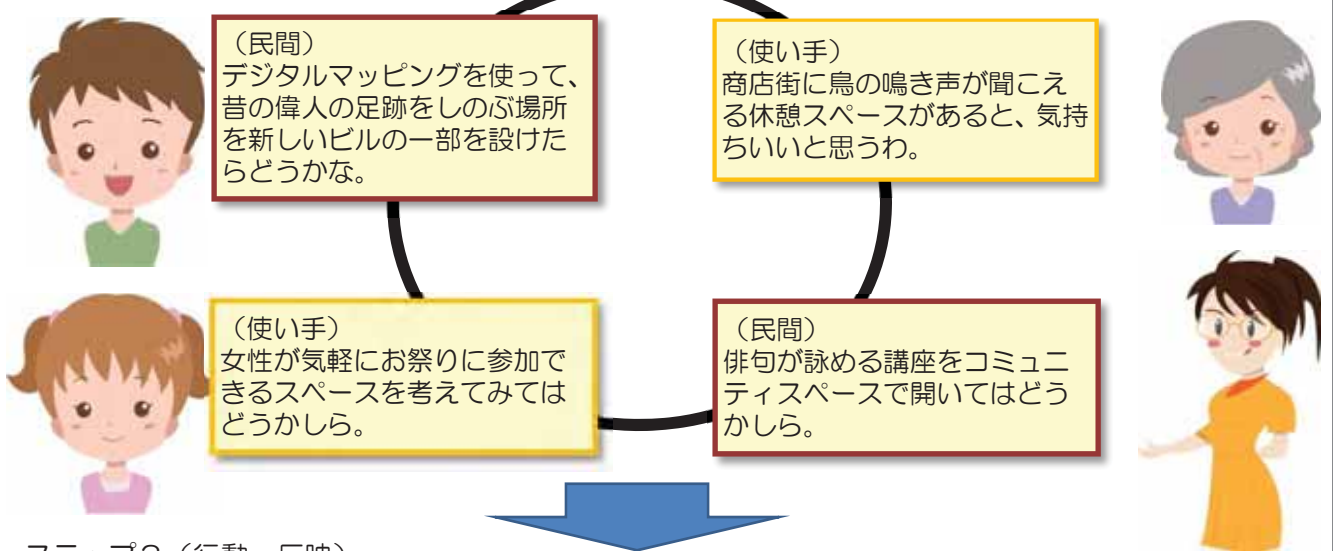 （民間）
デジタルマッピングを使って、
昔の偉人の足跡をしのぶ場所
を新しいビルの一部を設けた
らどうかな。
（使い手）
商店街に鳥の鳴き声が聞こえ
る休憩スペースがあると、気持
ちいいと思うわ。
（使い手）
女性が気軽にお祭りに参加で
きるスペースを考えてみては
どうかしら。
（民間）
俳句が詠める講座をコミュニ
ティスペースで開いてはどう
かしら。